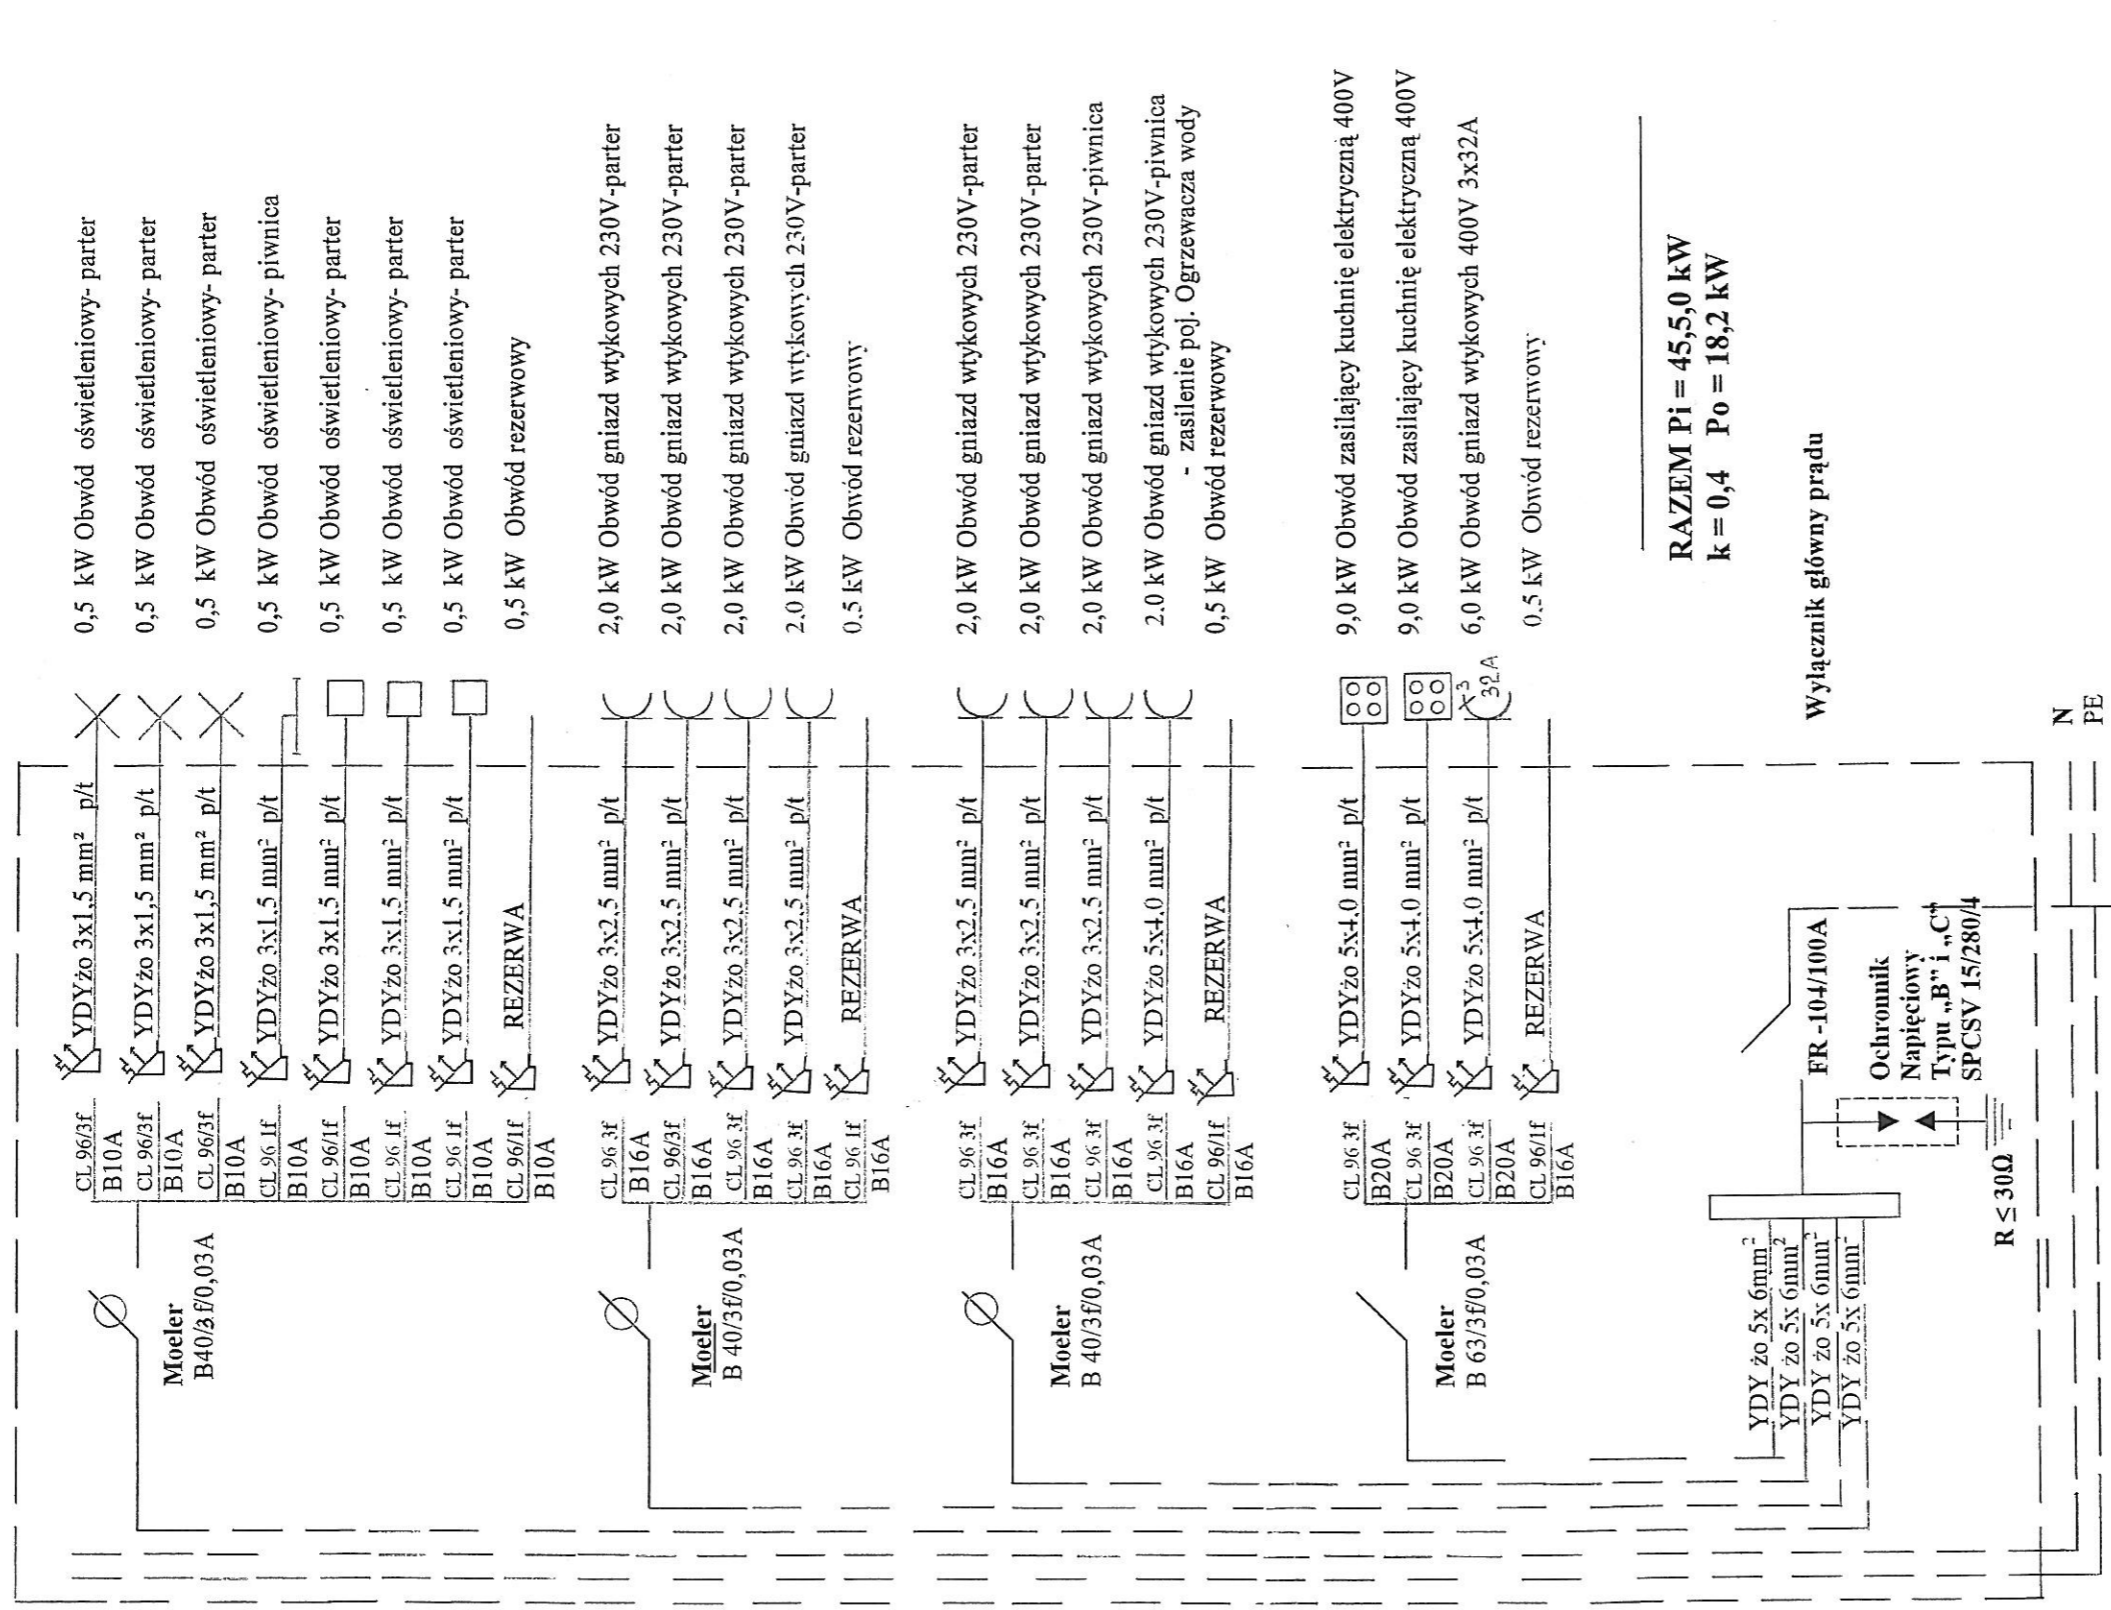 CL 96/3f
B10A
YDYżo 3x1,5 mm² p/t
0,5 kW Obwód oświetleniowy- parter
CL 96/3f
B10A
YDYżo 3x1,5 mm² p/t
0,5 kW Obwód oświetleniowy- parter
CL 96/3f
B10A
YDYżo 3x1,5 mm² p/t
0,5 kW Obwód oświetleniowy- parter
CL 96 1f
B10A
YDYżo 3x1,5 mm² p/t
0,5 kW Obwód oświetleniowy- piwnica
CL 96/1f
B10A
YDYżo 3x1,5 mm² p/t
0,5 kW Obwód oświetleniowy- parter
CL 96 1f
B10A
YDYżo 3x1,5 mm² p/t
0,5 kW Obwód oświetleniowy- parter
CL 96 1f
B10A
YDYżo 3x1,5 mm² p/t
0,5 kW Obwód oświetleniowy- parter
CL 96/1f
B10A
REZERWA
0,5 kW Obwód rezerwowy
Moeler
B40/3f/0,03A
CL 96 3f
B16A
YDYżo 3x2,5 mm² p/t
2,0 kW Obwód gniazd wtykowych 230V-parter
CL 96/3f
B16A
YDYżo 3x2,5 mm² p/t
2,0 kW Obwód gniazd wtykowych 230V-parter
CL 96 3f
B16A
YDYżo 3x2,5 mm² p/t
2,0 kW Obwód gniazd wtykowych 230V-parter
CL 96 3f
B16A
YDYżo 3x2,5 mm² p/t
2.0 kW Obwód gniazd wtykowych 230V-parter
CL 96 1f
B16A
REZERWA
0.5 kW Obwód rezerwowy
Moeler
B 40/3f/0,03A
CL 96 3f
B16A
YDYżo 3x2,5 mm² p/t
2,0 kW Obwód gniazd wtykowych 230V-parter
CL 96 3f
B16A
YDYżo 3x2,5 mm² p/t
2,0 kW Obwód gniazd wtykowych 230V-parter
CL 96 3f
B16A
YDYżo 3x2,5 mm² p/t
2,0 kW Obwód gniazd wtykowych 230V-piwnica
CL 96 3f
B16A
YDYżo 5x4,0 mm² p/t
2.0 kW Obwód gniazd wtykowych 230V-piwnica
- zasilenie poj. Ogrzewacza wody
CL 96/1f
B16A
REZERWA
0,5 kW Obwód rezerwowy
Moeler
B 40/3f/0,03A
CL 96 3f
B20A
YDYżo 5x4.0 mm² p/t
9,0 kW Obwód zasilający kuchnię elektryczną 400V
CL 96 3f
B20A
YDYżo 5x4.0 mm² p/t
9,0 kW Obwód zasilający kuchnię elektryczną 400V
CL 96 3f
B20A
YDYżo 5x4.0 mm² p/t
x3
32A
6,0 kW Obwód gniazd wtykowych 400V 3x32A
CL 96/1f
B16A
REZERWA
0.5 kW Obwód rezerwowy
Moeler
B 63/3f/0,03A
RAZEM Pi = 45,5,0 kW
k = 0,4 Po = 18,2 kW
YDY żo 5x 6mm²
YDY żo 5x 6mm²
YDY żo 5x 6mm²
YDY żo 5x 6mm²
FR -104/100A
Wyłącznik główny prądu
Ochronnik
Napięciowy
Typu „B” i „C”
SPCSV 15/280/4
R ≤ 30Ω
N
PE